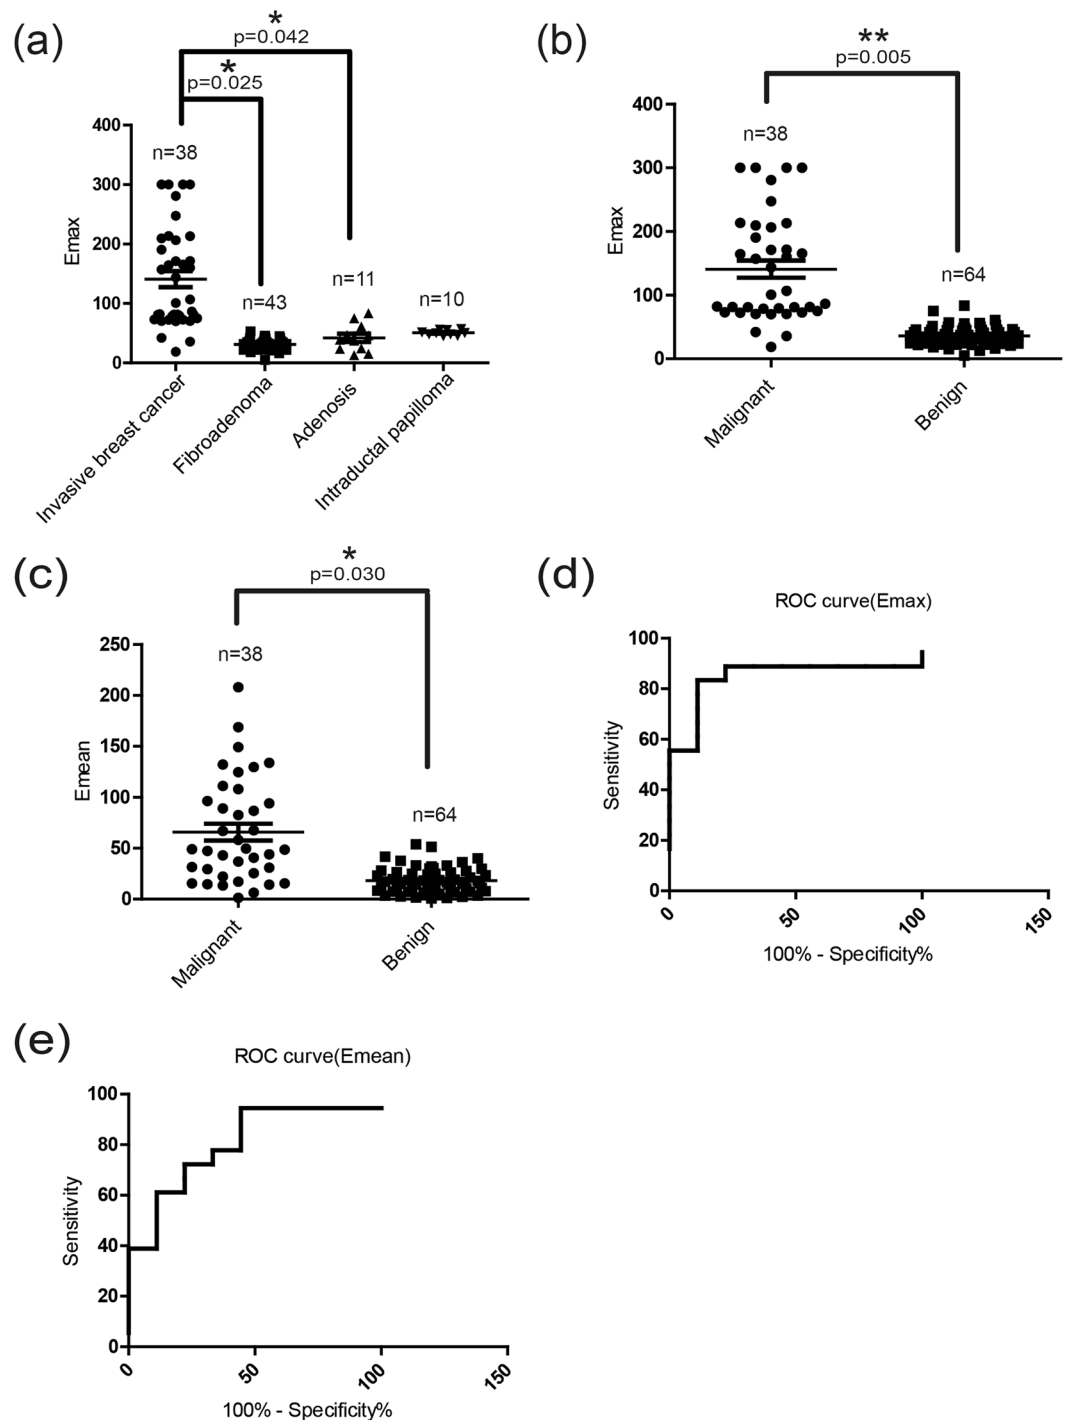 (a)
*
p=0.042
*
p=0.025
400
300
200
100
0
Emax
n=38
n=43
n=11
n=10
Invasive breast cancer
Fibroadenoma
Adenosis
Intraductal papilloma
(b)
**
p=0.005
400
300
200
100
0
Emax
n=38
n=64
Malignant
Benign
(c)
*
p=0.030
250
200
150
100
50
0
Emean
n=38
n=64
Malignant
Benign
(d)
ROC curve(Emax)
100
80
60
40
20
0
Sensitivity
0
50
100
150
100% - Specificity%
(e)
ROC curve(Emean)
100
80
60
40
20
0
Sensitivity
0
50
100
150
100% - Specificity%